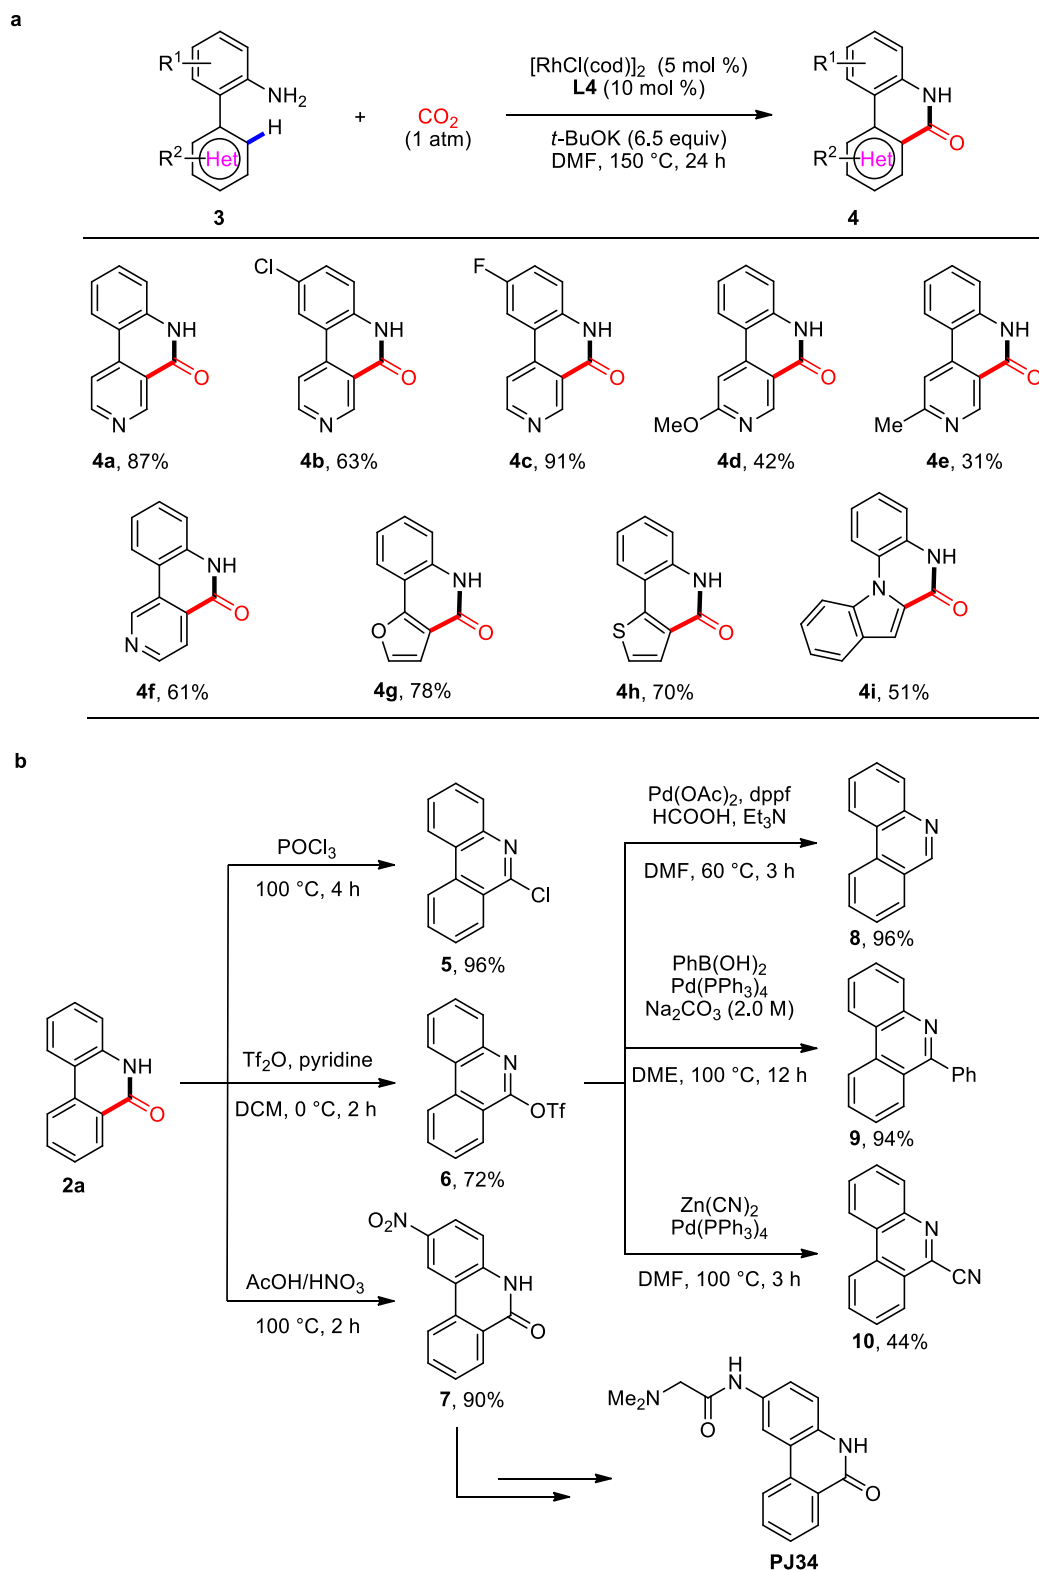 a
R¹
NH₂
H
R²
Het
3
+
CO₂
(1 atm)
[RhCl(cod)]₂ (5 mol %)
L4 (10 mol %)
t-BuOK (6.5 equiv)
DMF, 150 °C, 24 h
R¹
NH
O
R²
Het
4
NH
O
N
4a, 87%
Cl
NH
O
N
4b, 63%
F
NH
O
N
4c, 91%
NH
O
MeO
N
4d, 42%
NH
O
Me
N
4e, 31%
NH
O
N
4f, 61%
NH
O
O
4g, 78%
NH
O
S
4h, 70%
NH
N
O
4i, 51%
b
NH
O
2a
POCl₃
100 °C, 4 h
N
Cl
5, 96%
Tf₂O, pyridine
DCM, 0 °C, 2 h
N
OTf
6, 72%
AcOH/HNO₃
100 °C, 2 h
O₂N
NH
O
7, 90%
Pd(OAc)₂, dppf
HCOOH, Et₃N
DMF, 60 °C, 3 h
N
8, 96%
PhB(OH)₂
Pd(PPh₃)₄
Na₂CO₃ (2.0 M)
DME, 100 °C, 12 h
N
Ph
9, 94%
Zn(CN)₂
Pd(PPh₃)₄
DMF, 100 °C, 3 h
N
CN
10, 44%
H
N
Me₂N
O
NH
O
PJ34